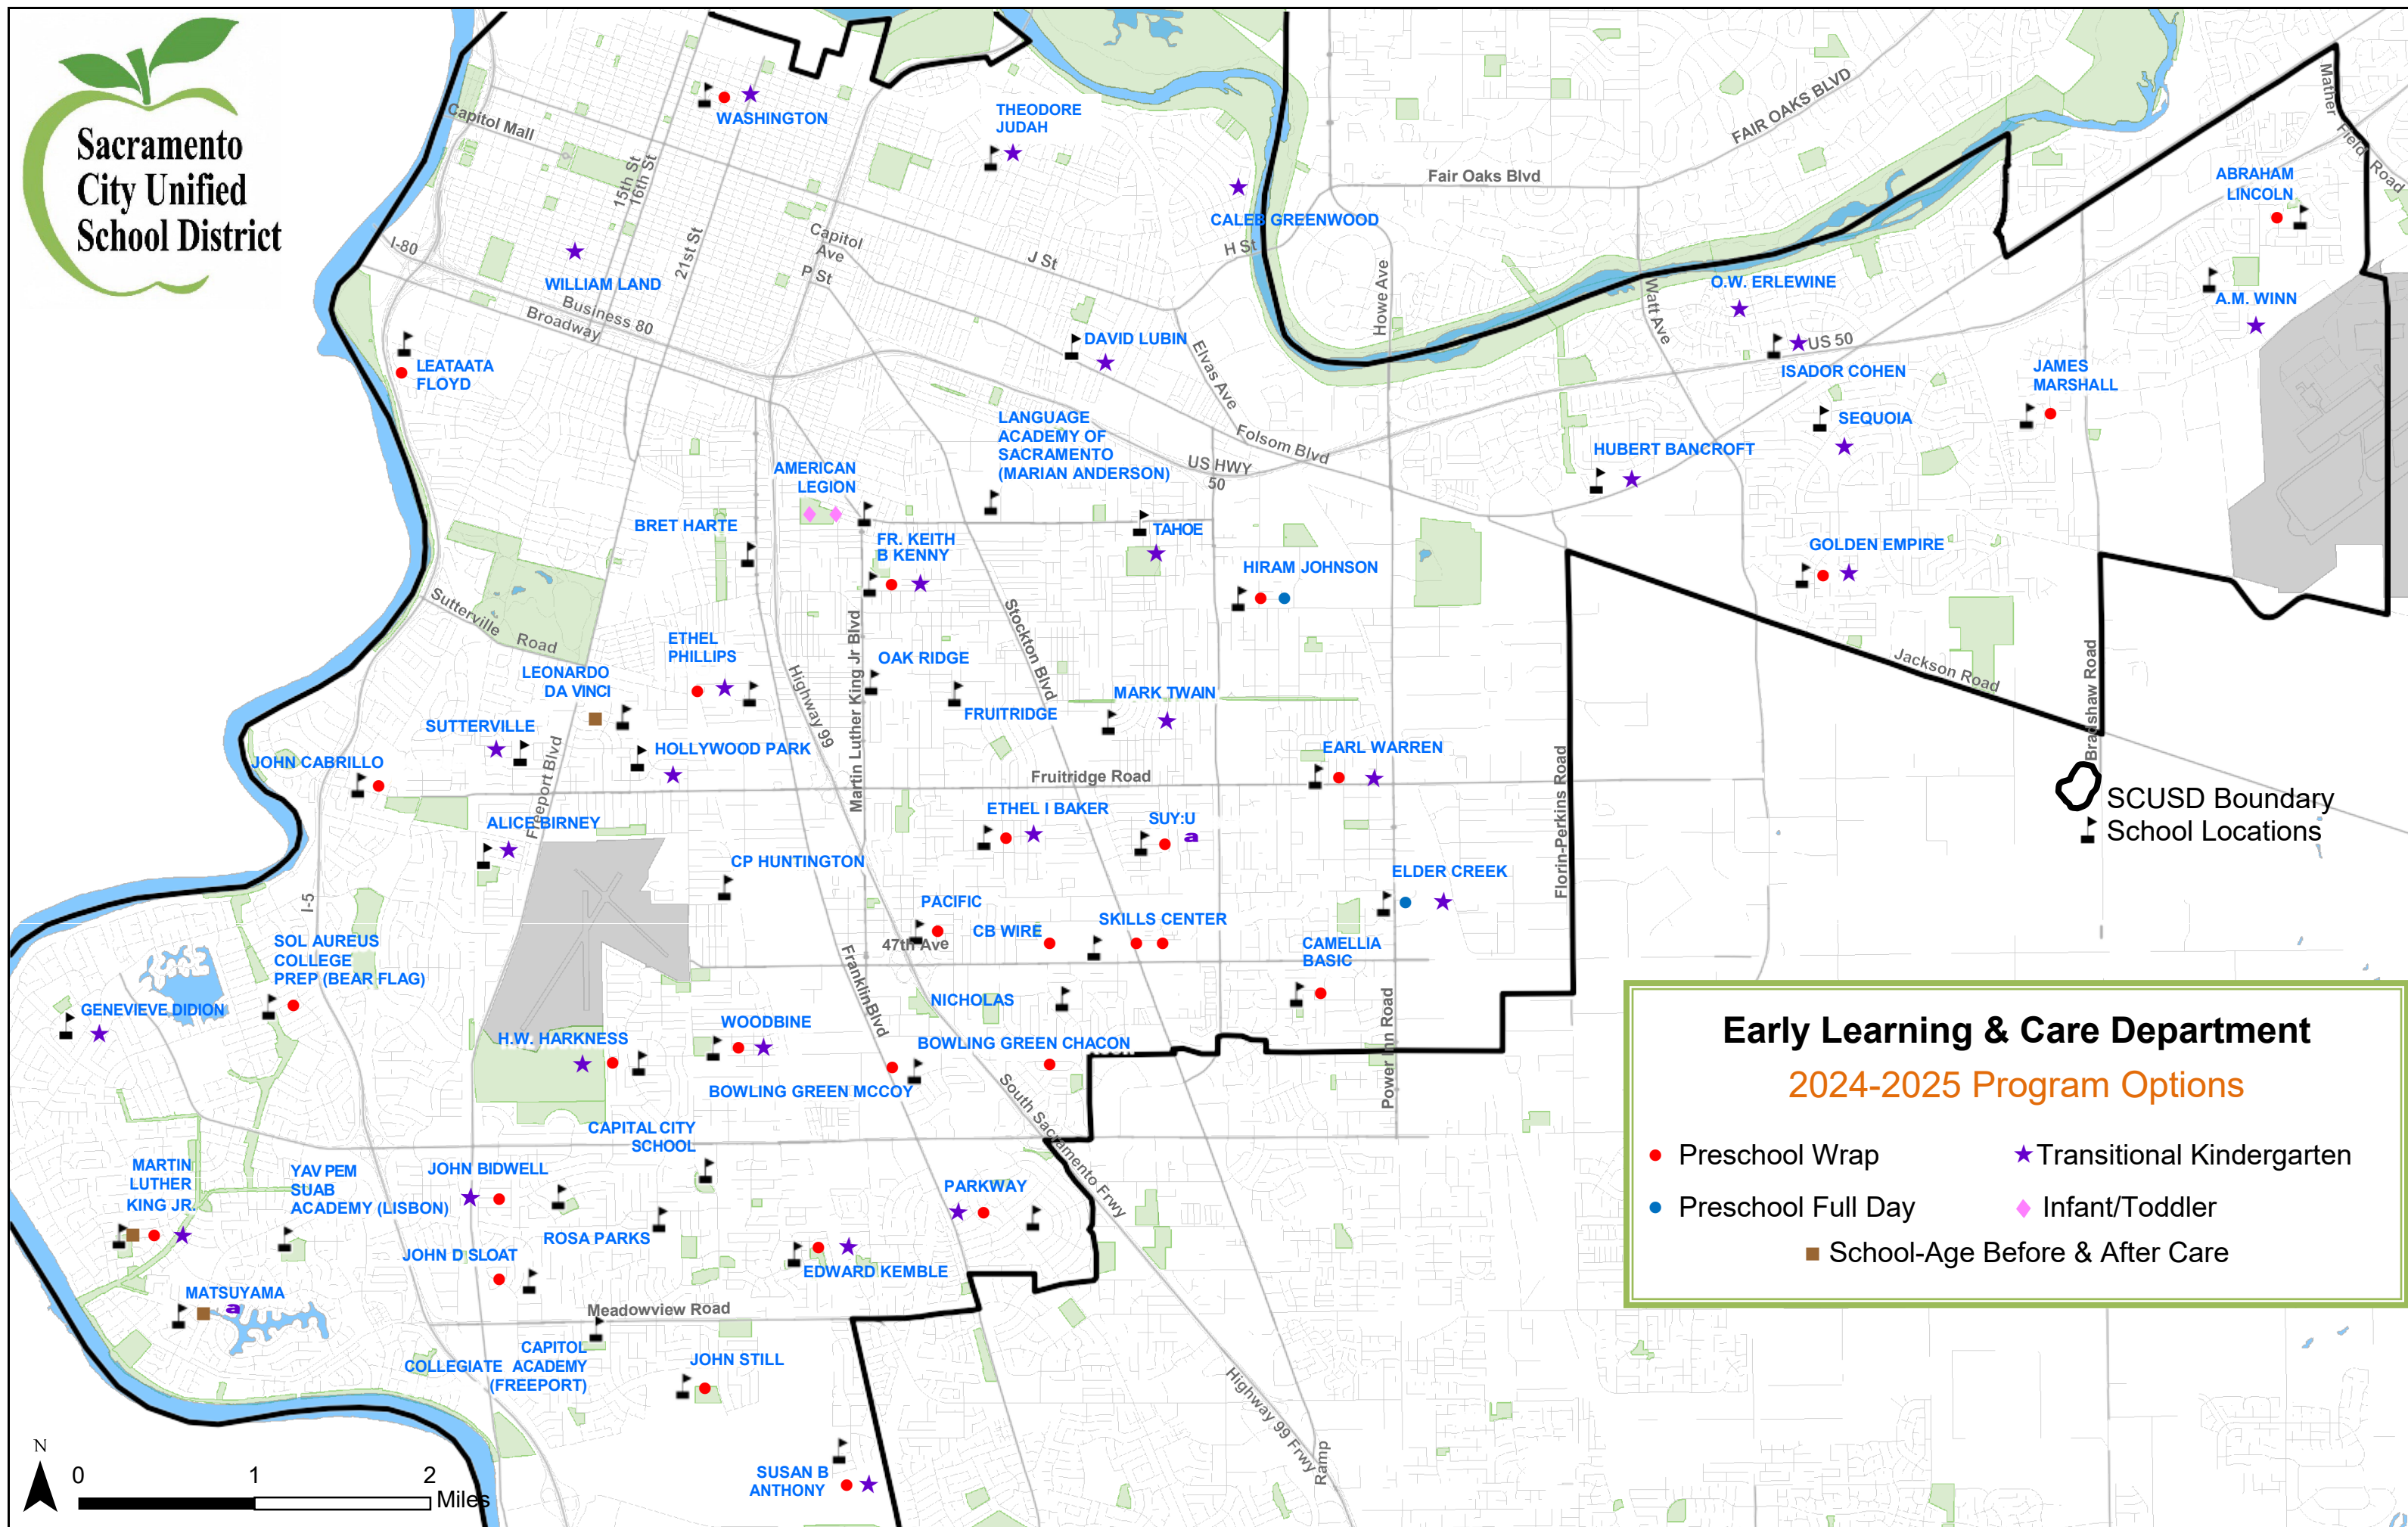 Sacramento
City Unified
School District
Capitol Mall
15th St
16th St
21st St
I-80
WASHINGTON
THEODORE
JUDAH
CALEB GREENWOOD
H St
J St
Capitol
Ave
P St
WILLIAM LAND
Business 80
Broadway
LEATAATA
FLOYD
DAVID LUBIN
Elvas Ave
Howe Ave
Fair Oaks Blvd
FAIR OAKS BLVD
Watt Ave
O.W. ERLEWINE
US 50
ISADOR COHEN
SEQUOIA
JAMES
MARSHALL
ABRAHAM
LINCOLN
A.M. WINN
Mather Field Road
HUBERT BANCROFT
LANGUAGE
ACADEMY OF
SACRAMENTO
(MARIAN ANDERSON)
Folsom Blvd
US HWY
50
AMERICAN
LEGION
BRET HARTE
FR. KEITH
B KENNY
TAHOE
HIRAM JOHNSON
GOLDEN EMPIRE
Sutterville Road
ETHEL
PHILLIPS
LEONARDO
DA VINCI
SUTTERVILLE
HOLLYWOOD PARK
Highway 99
Martin Luther King Jr Blvd
OAK RIDGE
FRUITRIDGE
Stockton Blvd
MARK TWAIN
EARL WARREN
Jackson Road
Bradshaw Road
JOHN CABRILLO
Freeport Blvd
Fruitridge Road
ALICE BIRNEY
ETHEL I BAKER
SUY:U
a
Florin-Perkins Road
SCUSD Boundary
School Locations
CP HUNTINGTON
ELDER CREEK
I-5
PACIFIC
47th Ave
CB WIRE
SKILLS CENTER
CAMELLIA
BASIC
SOL AUREUS
COLLEGE
PREP (BEAR FLAG)
GENEVIEVE DIDION
FranklinBlvd
NICHOLAS
H.W. HARKNESS
WOODBINE
BOWLING GREEN CHACON
BOWLING GREEN MCCOY
Power Inn Road
South Sacramento Frwy
CAPITAL CITY
SCHOOL
MARTIN
LUTHER
KING JR.
YAV PEM
SUAB
ACADEMY (LISBON)
JOHN BIDWELL
ROSA PARKS
PARKWAY
JOHN D SLOAT
EDWARD KEMBLE
MATSUYAMA
a
Meadowview Road
CAPITOL
COLLEGIATE ACADEMY
(FREEPORT)
JOHN STILL
SUSAN B
ANTHONY
Highway 99 Frwy
Ramp
Early Learning & Care Department
2024-2025 Program Options
Preschool Wrap
Transitional Kindergarten
Preschool Full Day
Infant/Toddler
School-Age Before & After Care
N
0 1 2
Miles